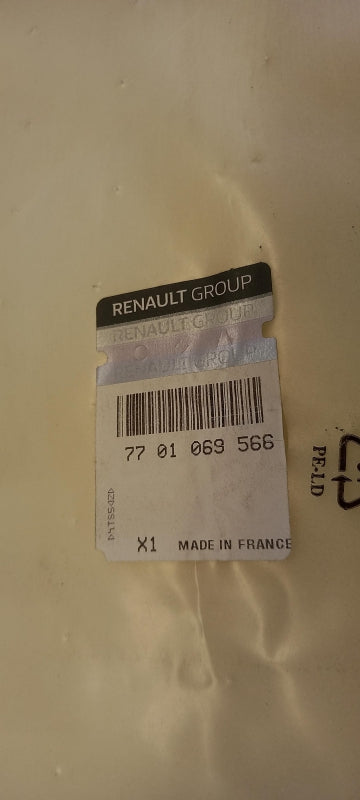 RENAULT GROUP
RENAULT GROUP
RENAULT GROUP
77 01 069 566
X1 MADE IN FRANCE
PE-LD